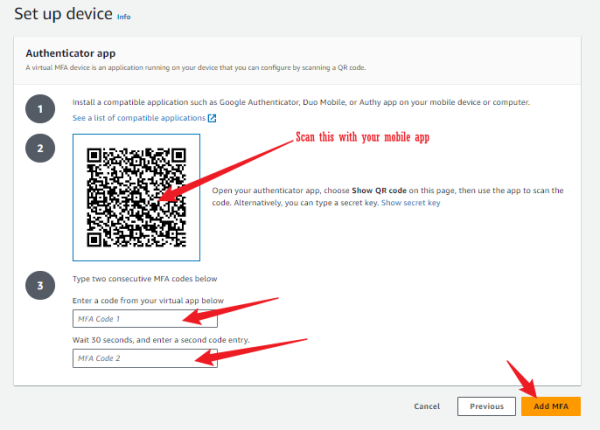 Set up device Info
Authenticator app
A virtual MFA device is an application running on your device that you can configure by scanning a QR code.
1
Install a compatible application such as Google Authenticator, Duo Mobile, or Authy app on your mobile device or computer.
See a list of compatible applications
2
Scan this with your mobile app
Open your authenticator app, choose Show QR code on this page, then use the app to scan the
code. Alternatively, you can type a secret key. Show secret key
3
Type two consecutive MFA codes below
Enter a code from your virtual app below
MFA Code 1
Wait 30 seconds, and enter a second code entry.
MFA Code 2
Cancel
Previous
Add MFA